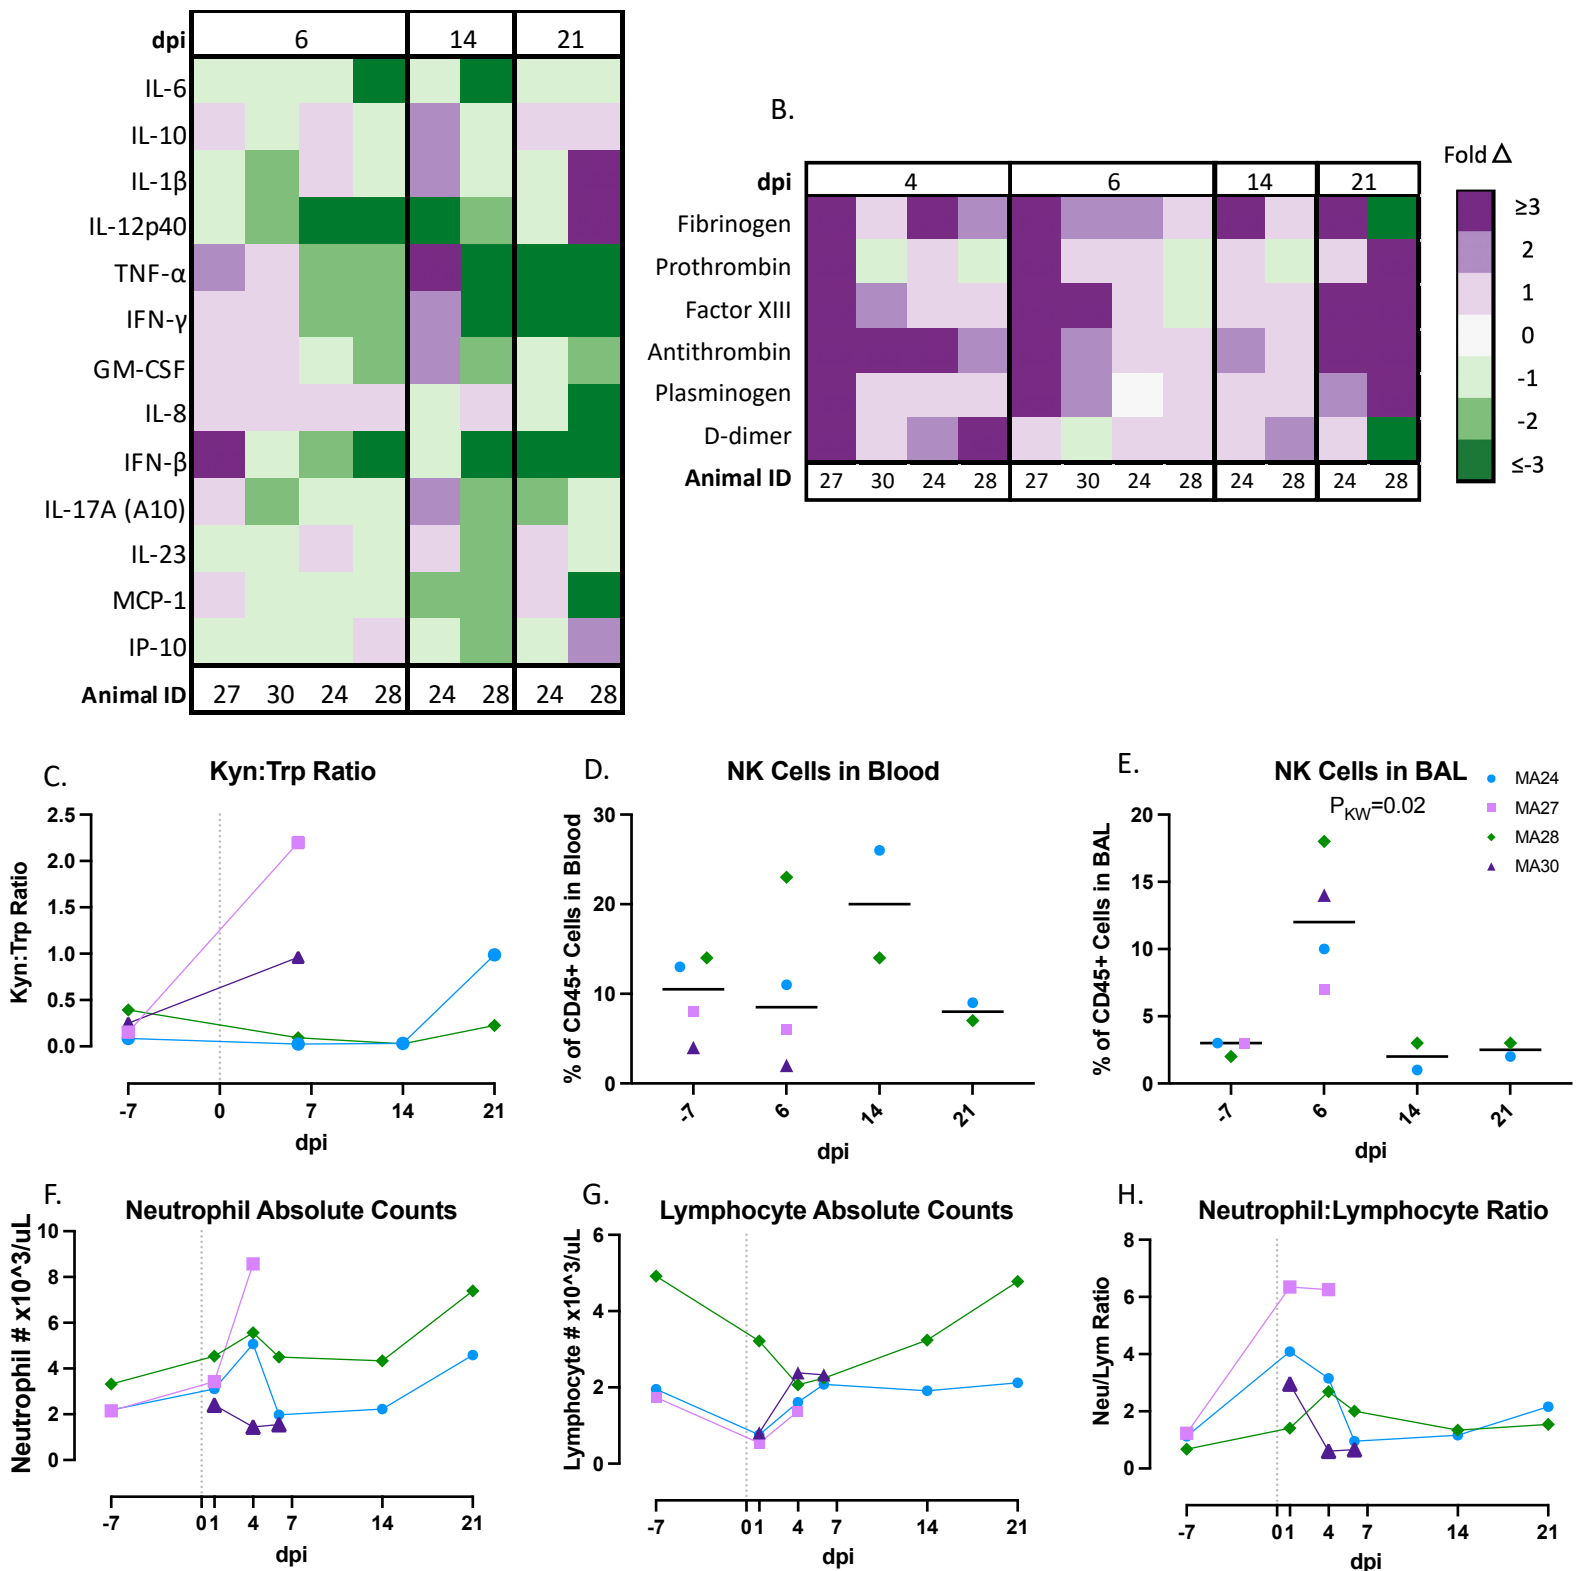 dpi 6 14 21
IL-6
IL-10
IL-1β
IL-12p40
TNF-α
IFN-γ
GM-CSF
IL-8
IFN-β
IL-17A (A10)
IL-23
MCP-1
IP-10
Animal ID 27 30 24 28 24 28 24 28
B.
dpi 4 6 14 21
Fibrinogen
Prothrombin
Factor XIII
Antithrombin
Plasminogen
D-dimer
Animal ID 27 30 24 28 27 30 24 28 24 28 24 28
Fold Δ
≥3
2
1
0
-1
-2
≤-3
C.
Kyn:Trp Ratio
Kyn:Trp Ratio
2.5
2.0
1.5
1.0
0.5
0.0
-7 0 7 14 21
dpi
D.
NK Cells in Blood
% of CD45+ Cells in Blood
30
20
10
0
-7 6 14 21
dpi
E.
NK Cells in BAL
PKW=0.02
% of CD45+ Cells in BAL
20
15
10
5
0
-7 6 14 21
dpi
MA24
MA27
MA28
MA30
F.
Neutrophil Absolute Counts
Neutrophil # x10^3/uL
10
8
6
4
2
0
-7 0 1 4 7 14 21
dpi
G.
Lymphocyte Absolute Counts
Lymphocyte # x10^3/uL
6
4
2
0
-7 0 1 4 7 14 21
dpi
H.
Neutrophil:Lymphocyte Ratio
Neu/Lym Ratio
8
6
4
2
0
-7 0 1 4 7 14 21
dpi